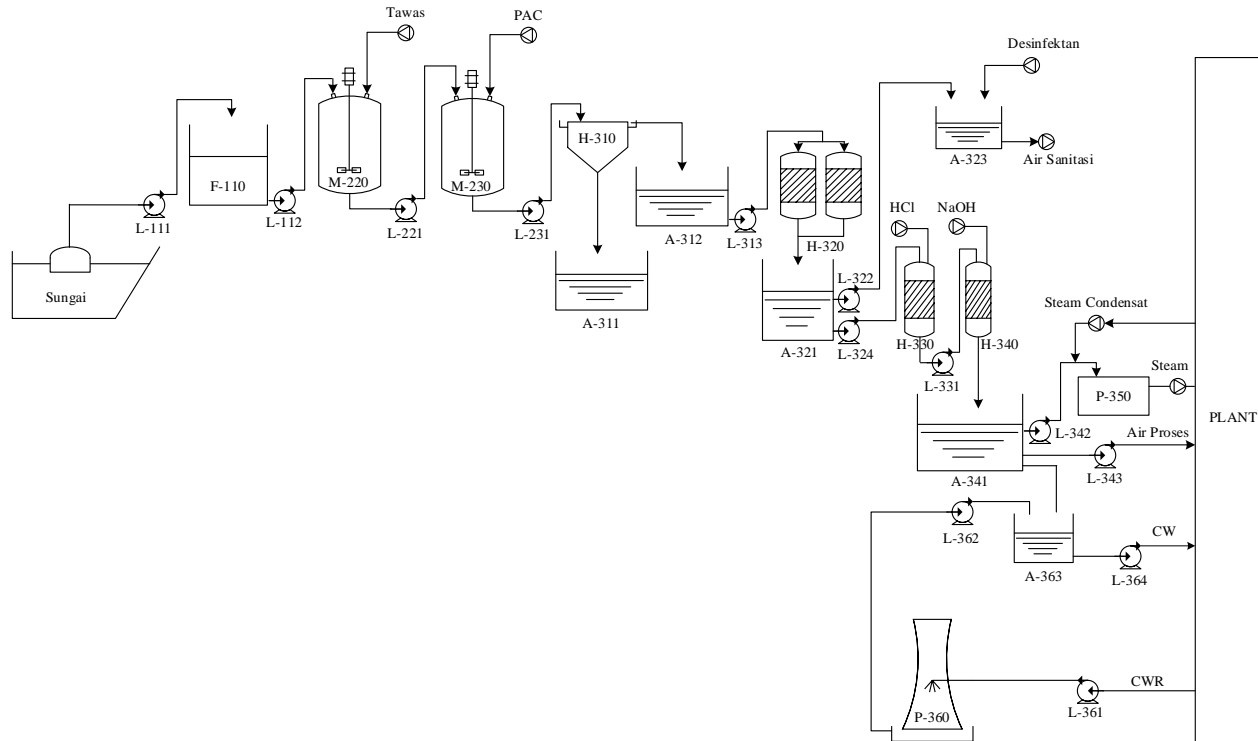 Tawas
PAC
Desinfektan
H-310
A-323
Air Sanitasi
F-110
M-220
M-230
L-111
L-112
L-221
L-231
A-312
L-313
H-320
HCl
NaOH
Sungai
A-311
L-322
A-321
L-324
H-330
H-340
L-331
Steam Condensat
Steam
P-350
PLANT
L-342
Air Proses
A-341
L-343
L-362
CW
A-363
L-364
CWR
P-360
L-361